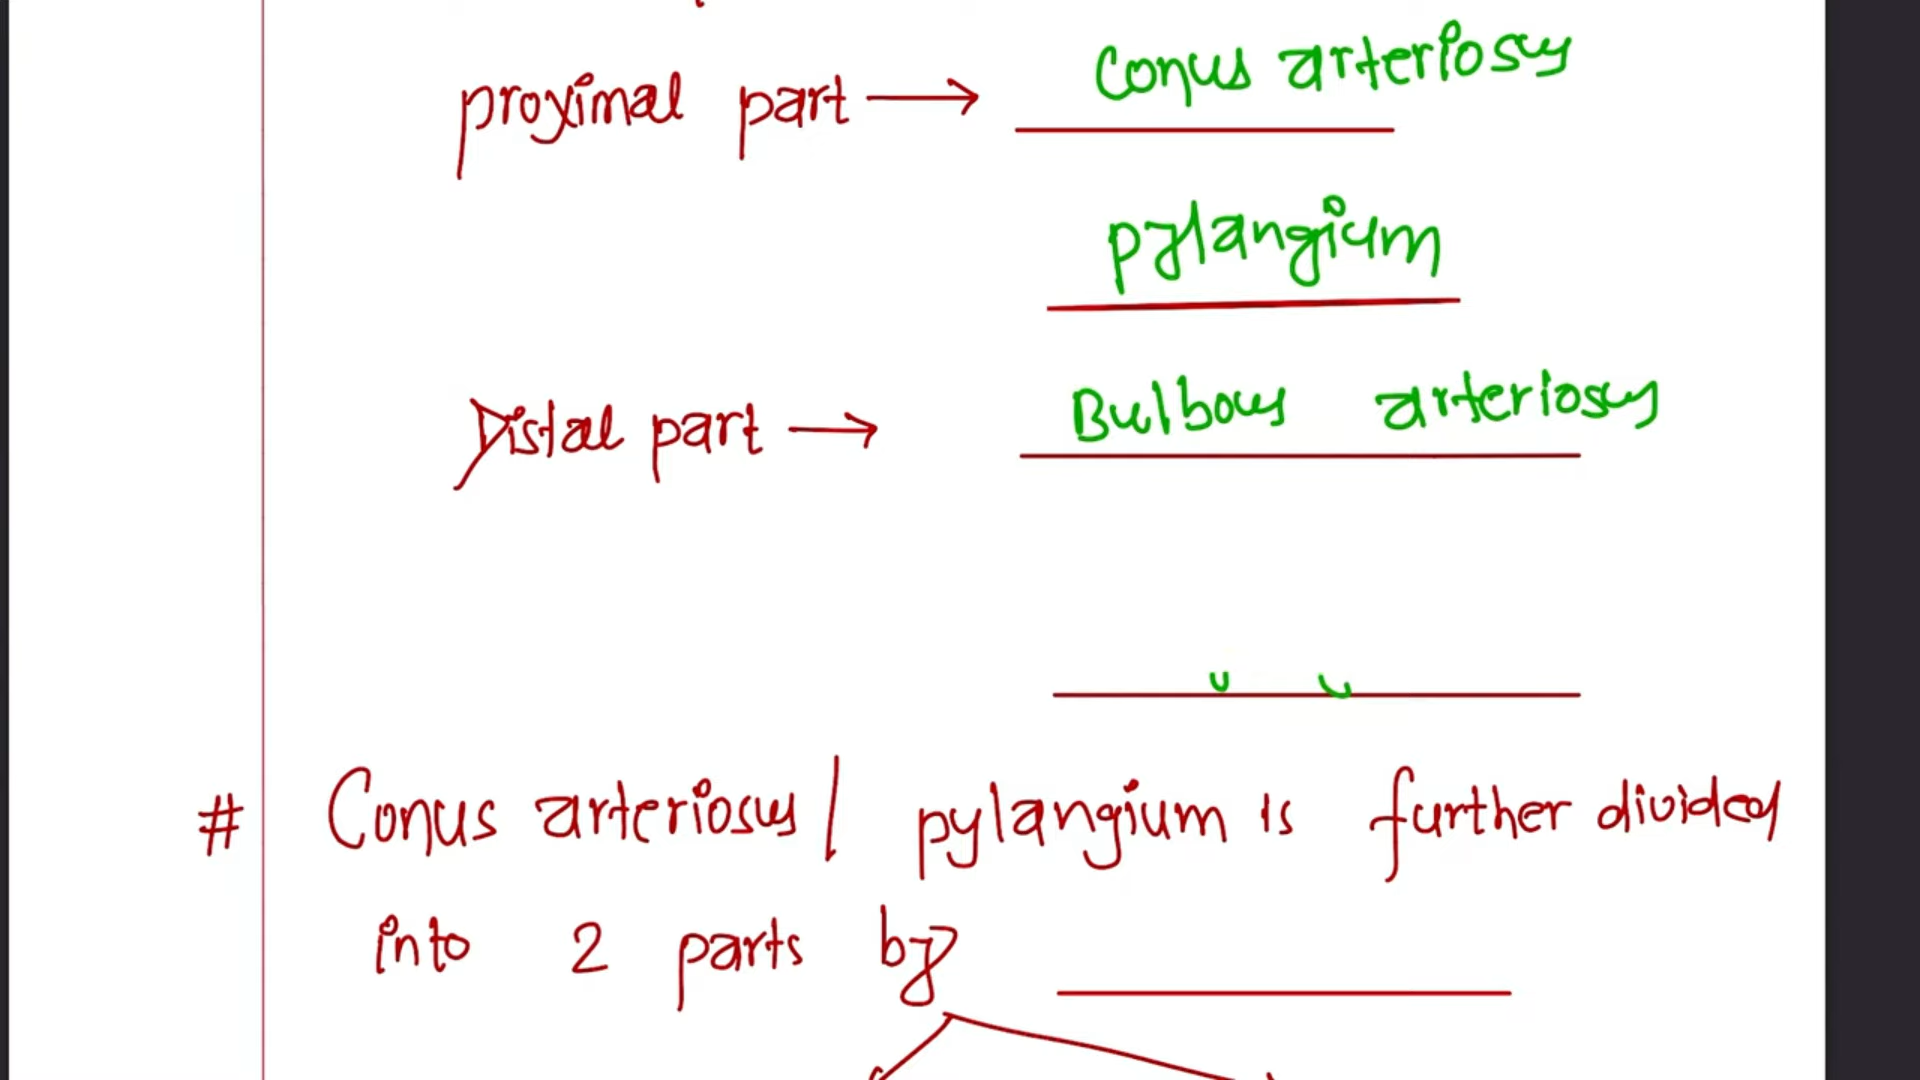 proximal part → Conus arteriosus
pylangium
Distal part → Bulbous arteriosus
# Conus arteriosus / pylangium is further divided
into 2 parts by